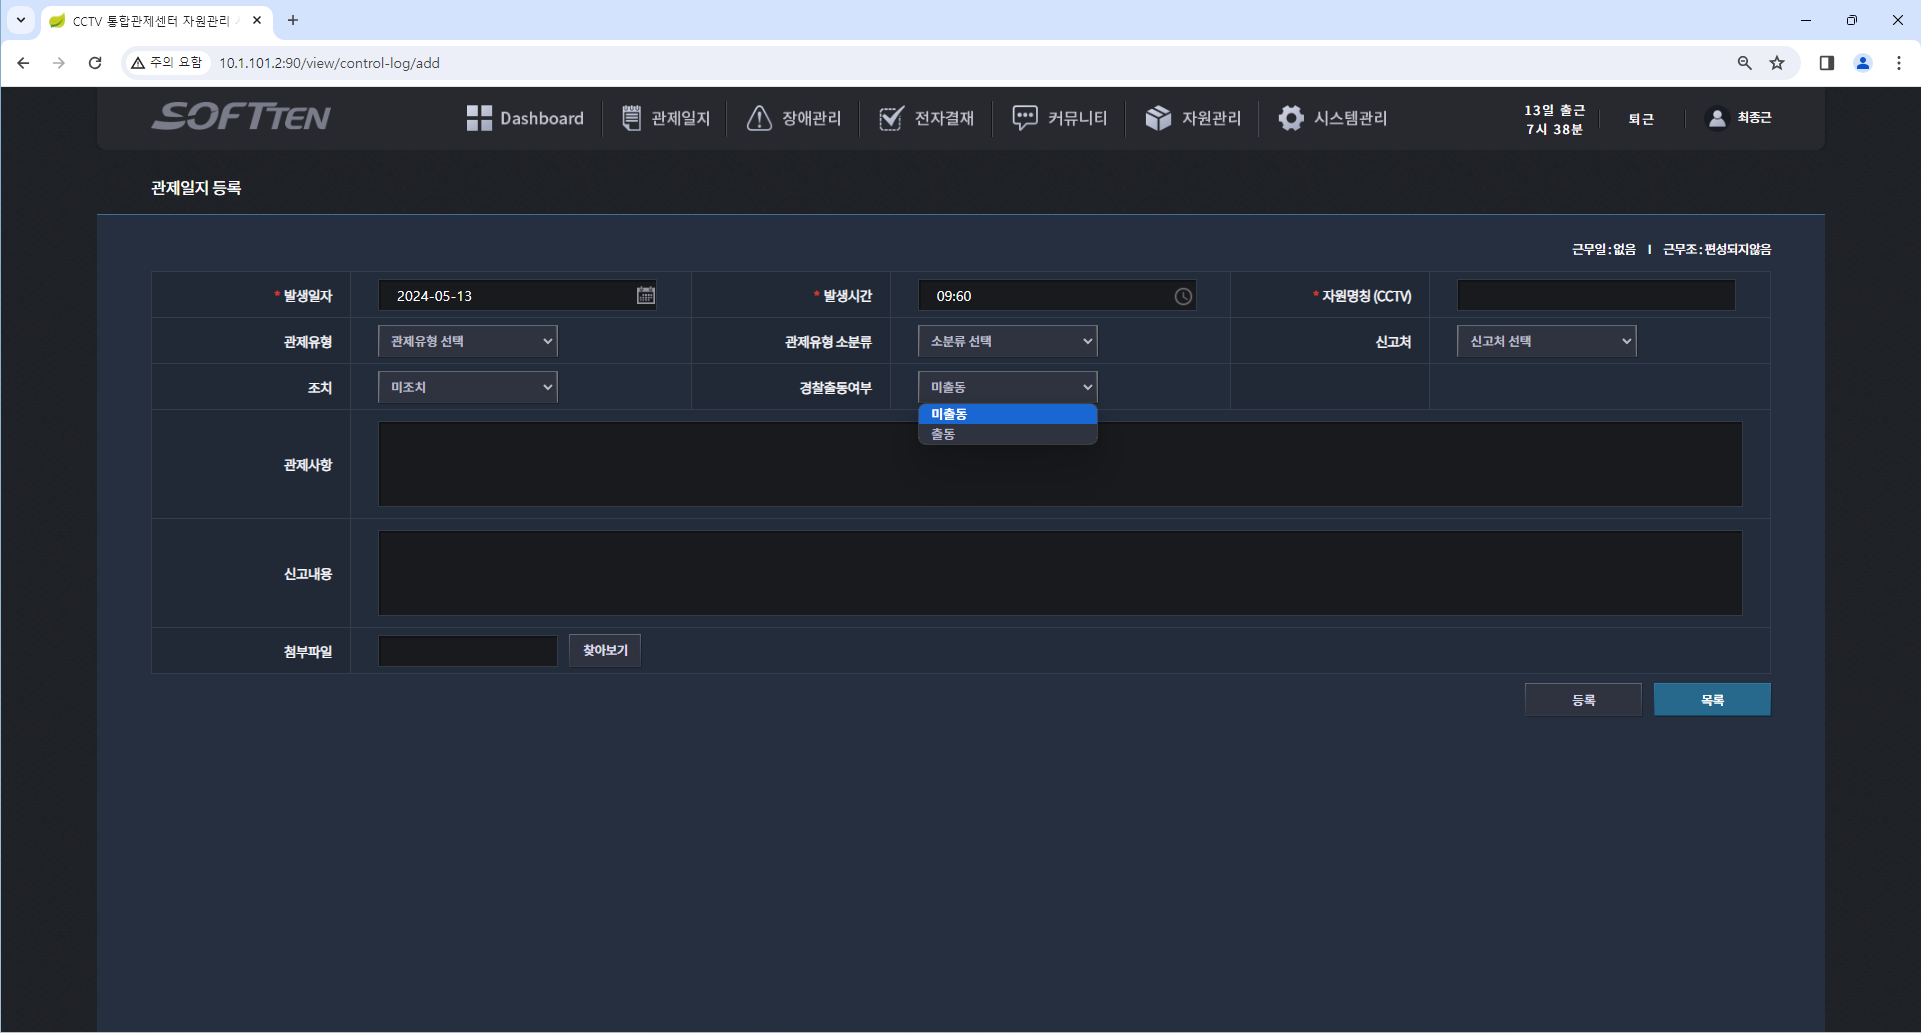 CCTV 통합관제센터 자원관리
주의 요함
10.1.101.2:90/view/control-log/add
SOFTTEN
Dashboard
관제일지
장애관리
전자결재
커뮤니티
자원관리
시스템관리
13일 출근
7시 38분
퇴근
최종근
관제일지 등록
근무일 : 없음 I 근무조 : 편성되지않음
* 발생일자 2024-05-13 * 발생시간 09:60 * 자원명칭 (CCTV)
관제유형 관제유형 선택 관제유형 소분류 소분류 선택 신고처 신고처 선택
조치 미조치 경찰출동여부 미출동
미출동
출동
관제사항
신고내용
첨부파일 찾아보기
등록 목록